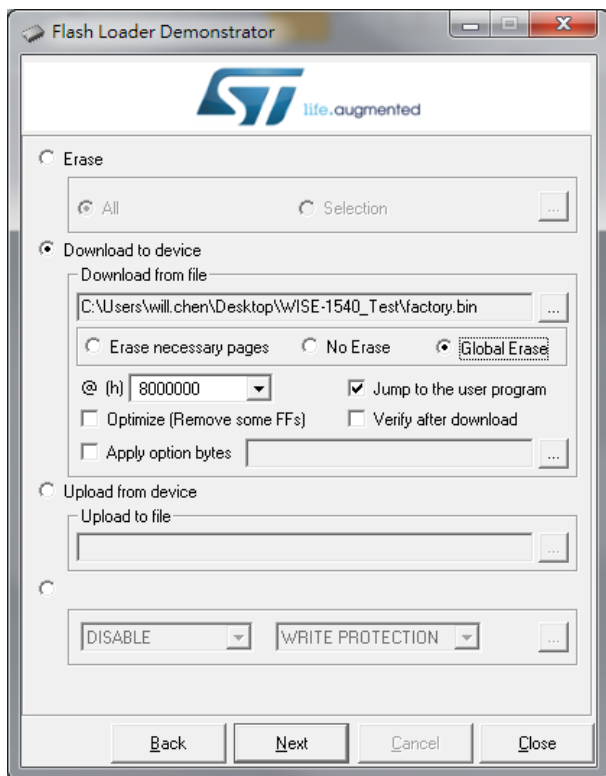 Flash Loader Demonstrator
ST life.augmented
Erase
All Selection ...
Download to device
Download from file
C:\Users\will.chen\Desktop\WISE-1540_Test\factory.bin ...
Erase necessary pages No Erase Global Erase
@ (h) 8000000 Jump to the user program
Optimize (Remove some FFs) Verify after download
Apply option bytes ...
Upload from device
Upload to file
...
DISABLE WRITE PROTECTION ...
Back Next Cancel Close